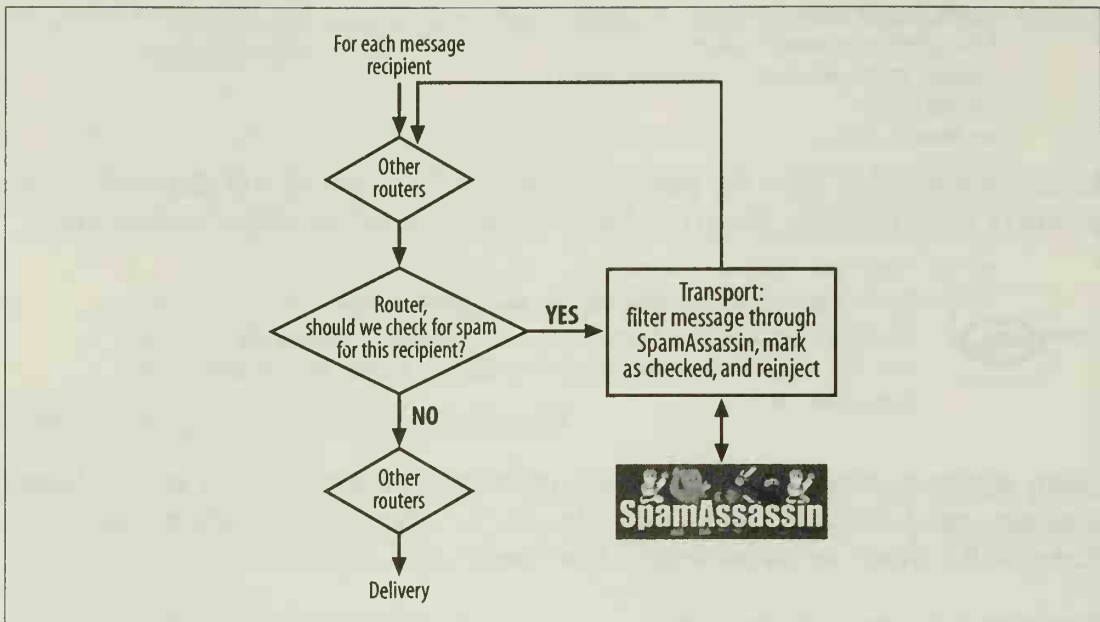 For each message
recipient
Other
routers
Router,
should we check for spam
for this recipient?
YES
Transport:
filter message through
SpamAssassin, mark
as checked, and reinject
NO
SpamAssassin
Other
routers
Delivery